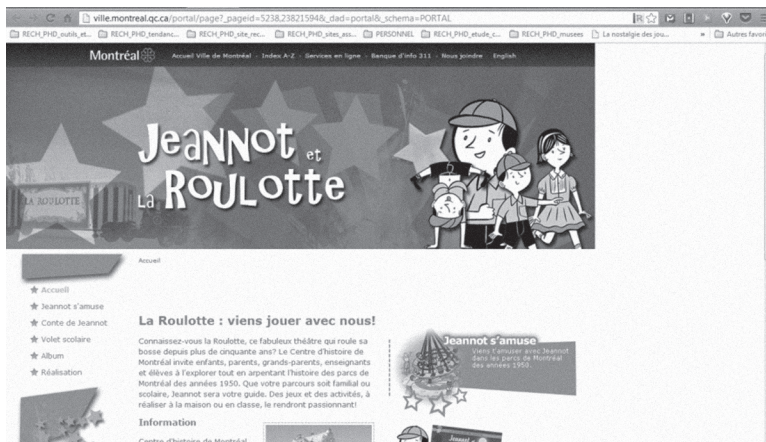 ville.montreal.qc.ca/portal/page?_pageid=5238,23821594&_dad=portal&_schema=PORTAL
RECH_PHD_outils_et... RECH_PHD_tendanc... RECH_PHD_site_rec... RECH_PHD_sites_ass... PERSONNEL RECH_PHD_etude_c... RECH_PHD_musees La nostalgie des jou... » Autres favori
Montréal Accueil Ville de Montréal - Index A-Z - Services en ligne - Banque d'info 311 - Nous joindre English
JeaNNoT et
La RoULoTTe
LA ROULOTTE
Accueil
Accueil
Jeannot s'amuse
Conte de Jeannot
Volet scolaire
Album
Réalisation
La Roulotte : viens jouer avec nous!
Connaissez-vous la Roulotte, ce fabuleux théâtre qui roule sa
bosse depuis plus de cinquante ans? Le Centre d'histoire de
Montréal invite enfants, parents, grands-parents, enseignants
et élèves à l'explorer tout en arpentant l'histoire des parcs de
Montréal des années 1950. Que votre parcours soit familial ou
scolaire, Jeannot sera votre guide. Des jeux et des activités, à
réaliser à la maison ou en classe, le rendront passionnant!
Jeannot s'amuse
Viens t'amuser avec Jeannot
dans les parcs de Montréal
des années 1950.
Information
Centre d'histoire de Montréal
Jeannot